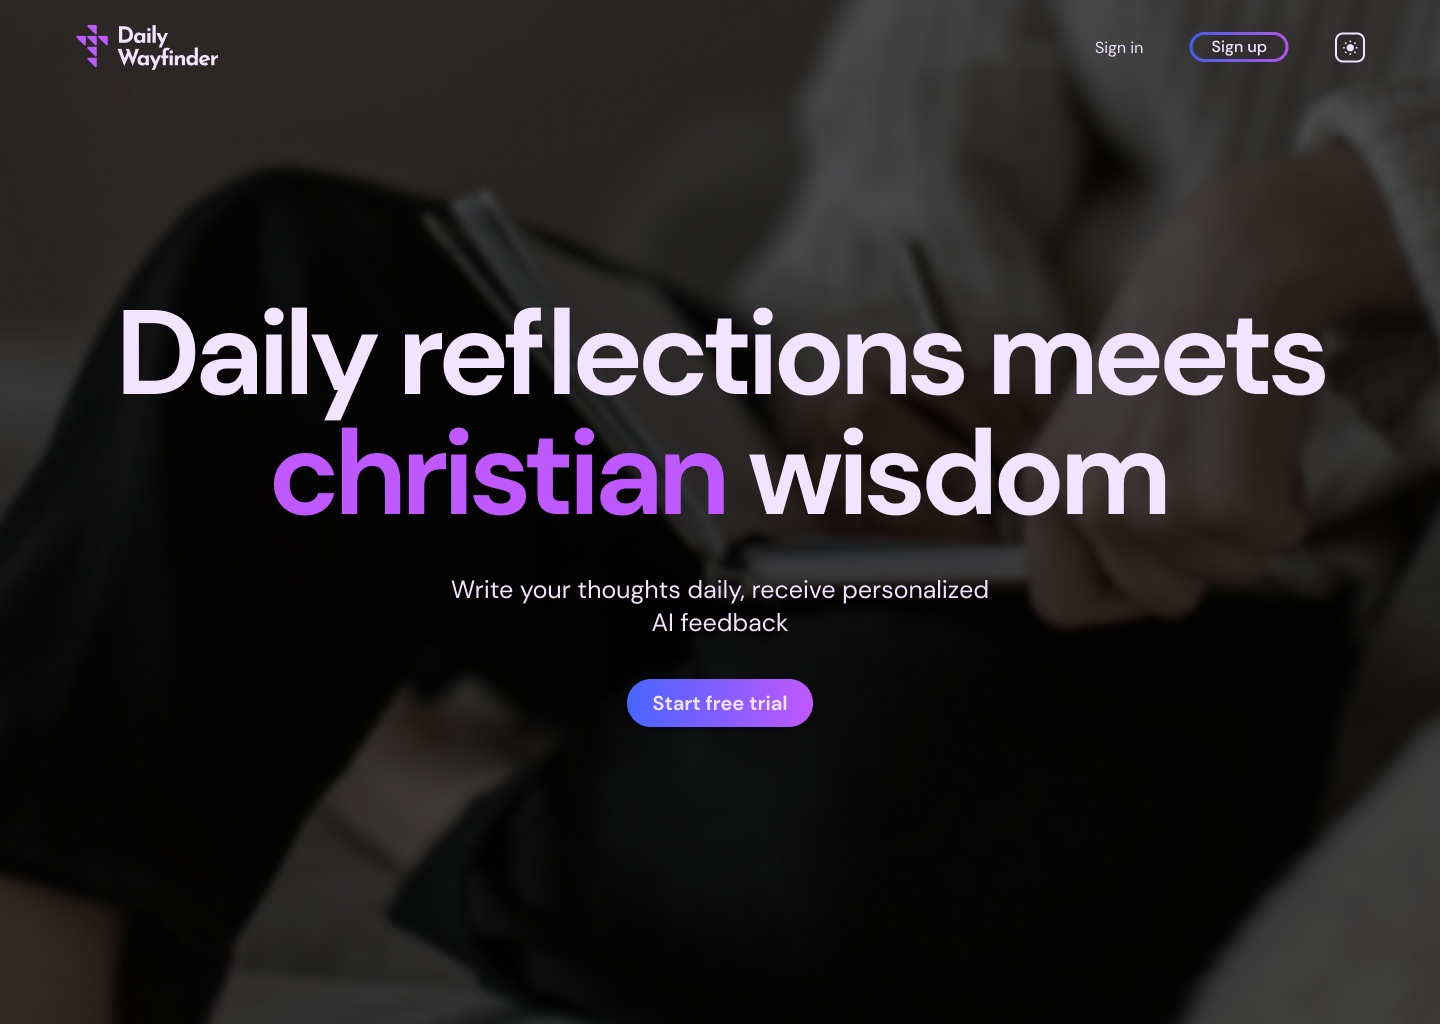 Daily
Wayfinder
Sign in
Sign up
Daily reflections meets
christian wisdom
Write your thoughts daily, receive personalized
AI feedback
Start free trial